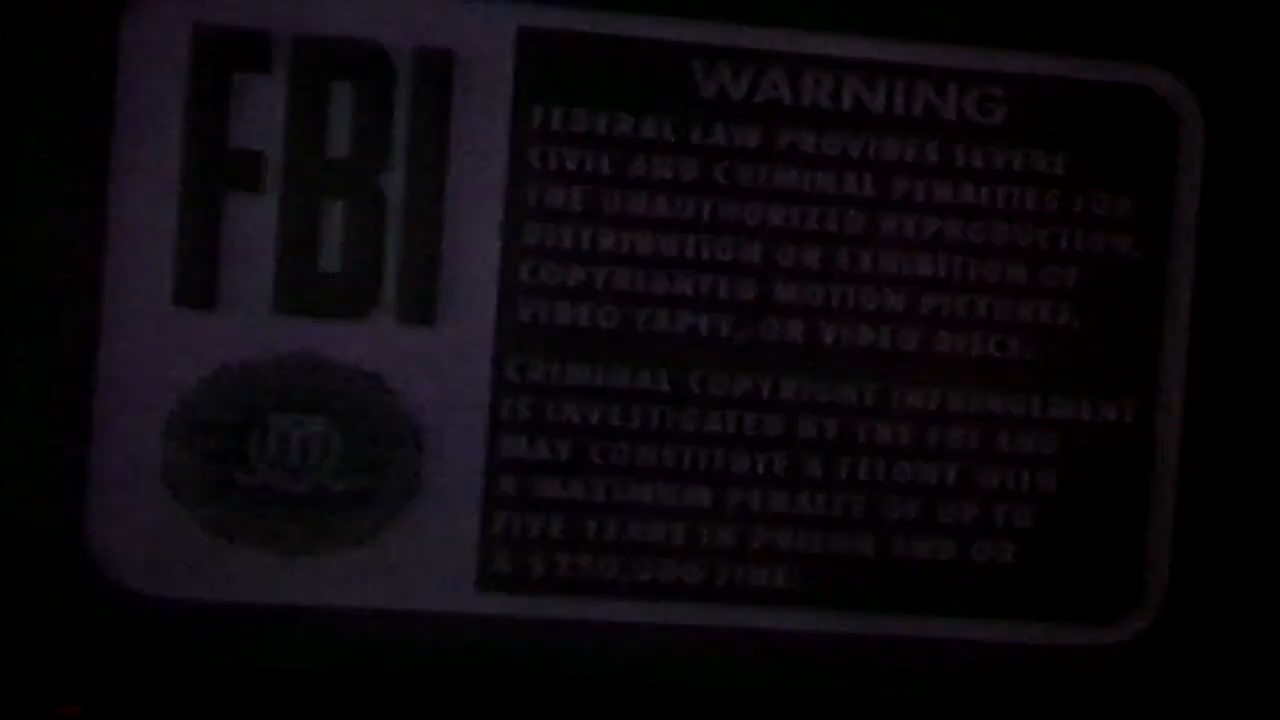 FBI
WARNING
FEDERAL LAW PROVIDES SEVERE
CIVIL AND CRIMINAL PENALTIES FOR
THE UNAUTHORIZED REPRODUCTION,
DISTRIBUTION OR EXHIBITION OF
COPYRIGHTED MOTION PICTURES,
VIDEO TAPES, OR VIDEO DISCS.
CRIMINAL COPYRIGHT INFRINGEMENT
IS INVESTIGATED BY THE FBI AND
MAY CONSTITUTE A FELONY WITH
A MAXIMUM PENALTY OF UP TO
FIVE YEARS IN PRISON AND OR
A $250,000 FINE.